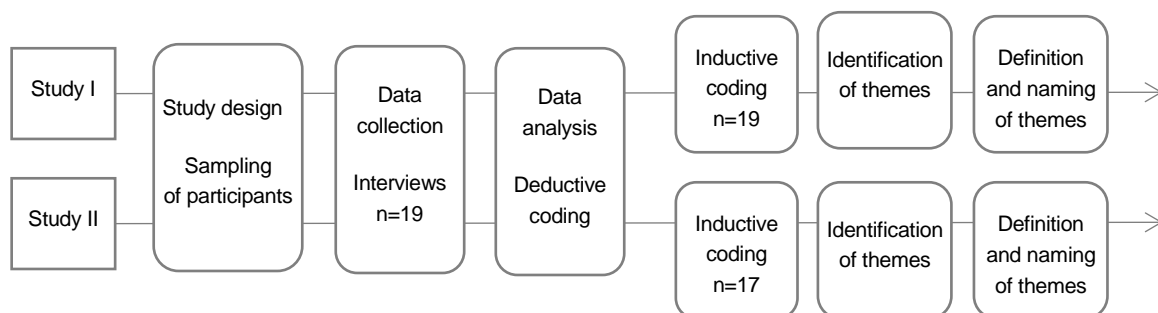 Study I
Study II
Study design
Sampling
of participants
Data
collection
Interviews
n=19
Data
analysis
Deductive
coding
Inductive
coding
n=19
Identification
of themes
Definition
and naming
of themes
Inductive
coding
n=17
Identification
of themes
Definition
and naming
of themes